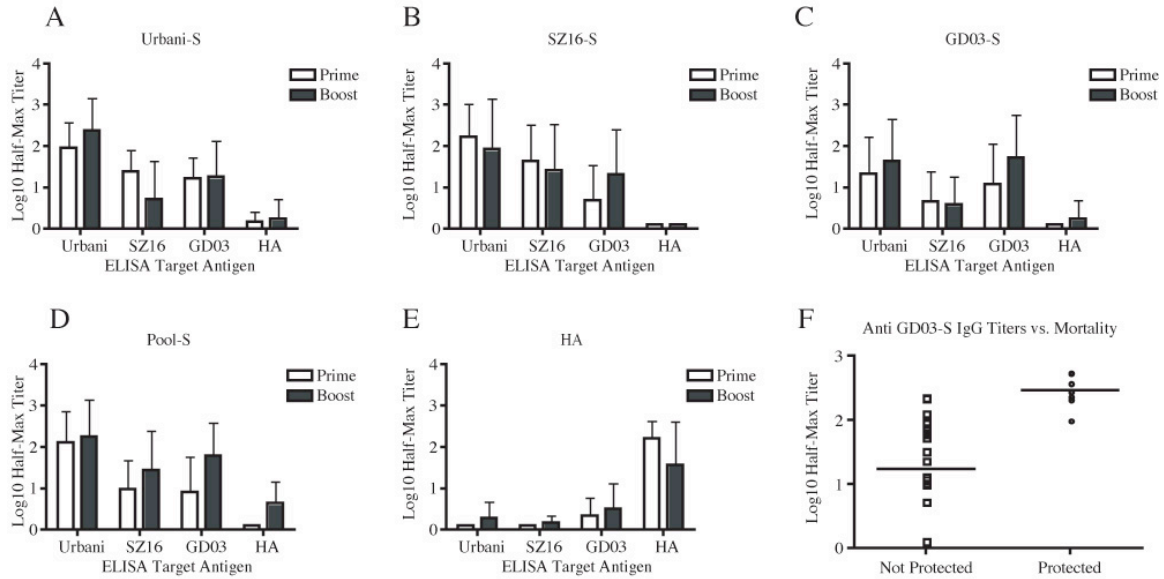 A
Urbani-S
Log10 Half-Max Titer
4
3
2
1
0
Prime
Boost
Urbani SZ16 GD03 HA
ELISA Target Antigen
B
SZ16-S
Log10 Half-Max Titer
4
3
2
1
0
Prime
Boost
Urbani SZ16 GD03 HA
ELISA Target Antigen
C
GD03-S
Log10 Half-Max Titer
4
3
2
1
0
Prime
Boost
Urbani SZ16 GD03 HA
ELISA Target Antigen
D
Pool-S
Log10 Half-Max Titer
4
3
2
1
0
Prime
Boost
Urbani SZ16 GD03 HA
ELISA Target Antigen
E
HA
Log10 Half-Max Titer
4
3
2
1
0
Prime
Boost
Urbani SZ16 GD03 HA
ELISA Target Antigen
F
Anti GD03-S IgG Titers vs. Mortality
Log10 Half-Max Titer
3
2
1
0
Not Protected Protected